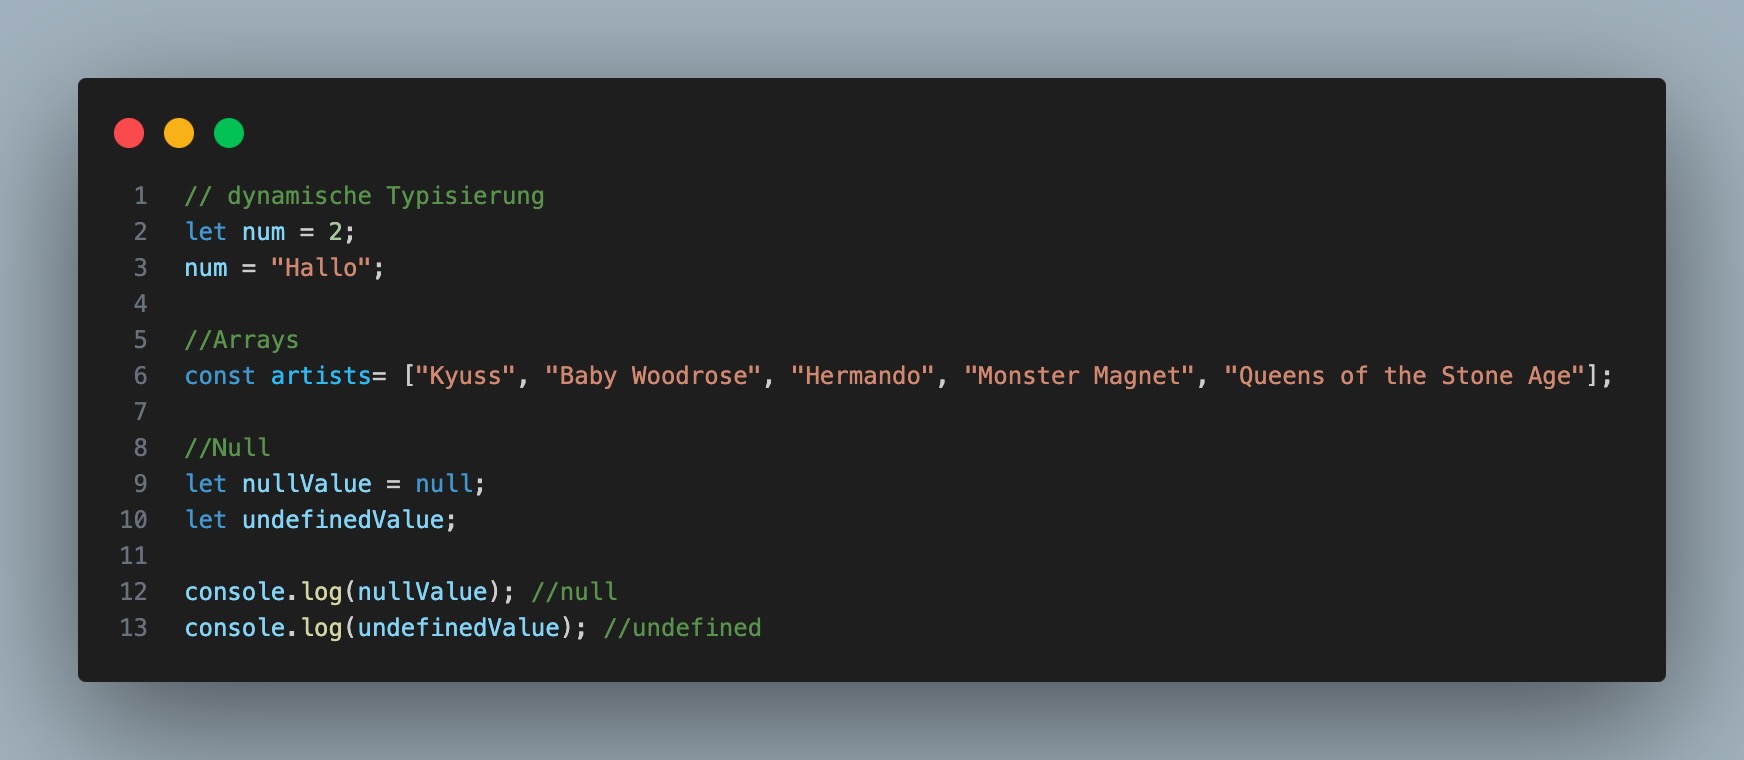 1 // dynamische Typisierung
2 let num = 2;
3 num = "Hallo";
4
5 //Arrays
6 const artists= ["Kyuss", "Baby Woodrose", "Hermando", "Monster Magnet", "Queens of the Stone Age"];
7
8 //Null
9 let nullValue = null;
10 let undefinedValue;
11
12 console.log(nullValue); //null
13 console.log(undefinedValue); //undefined